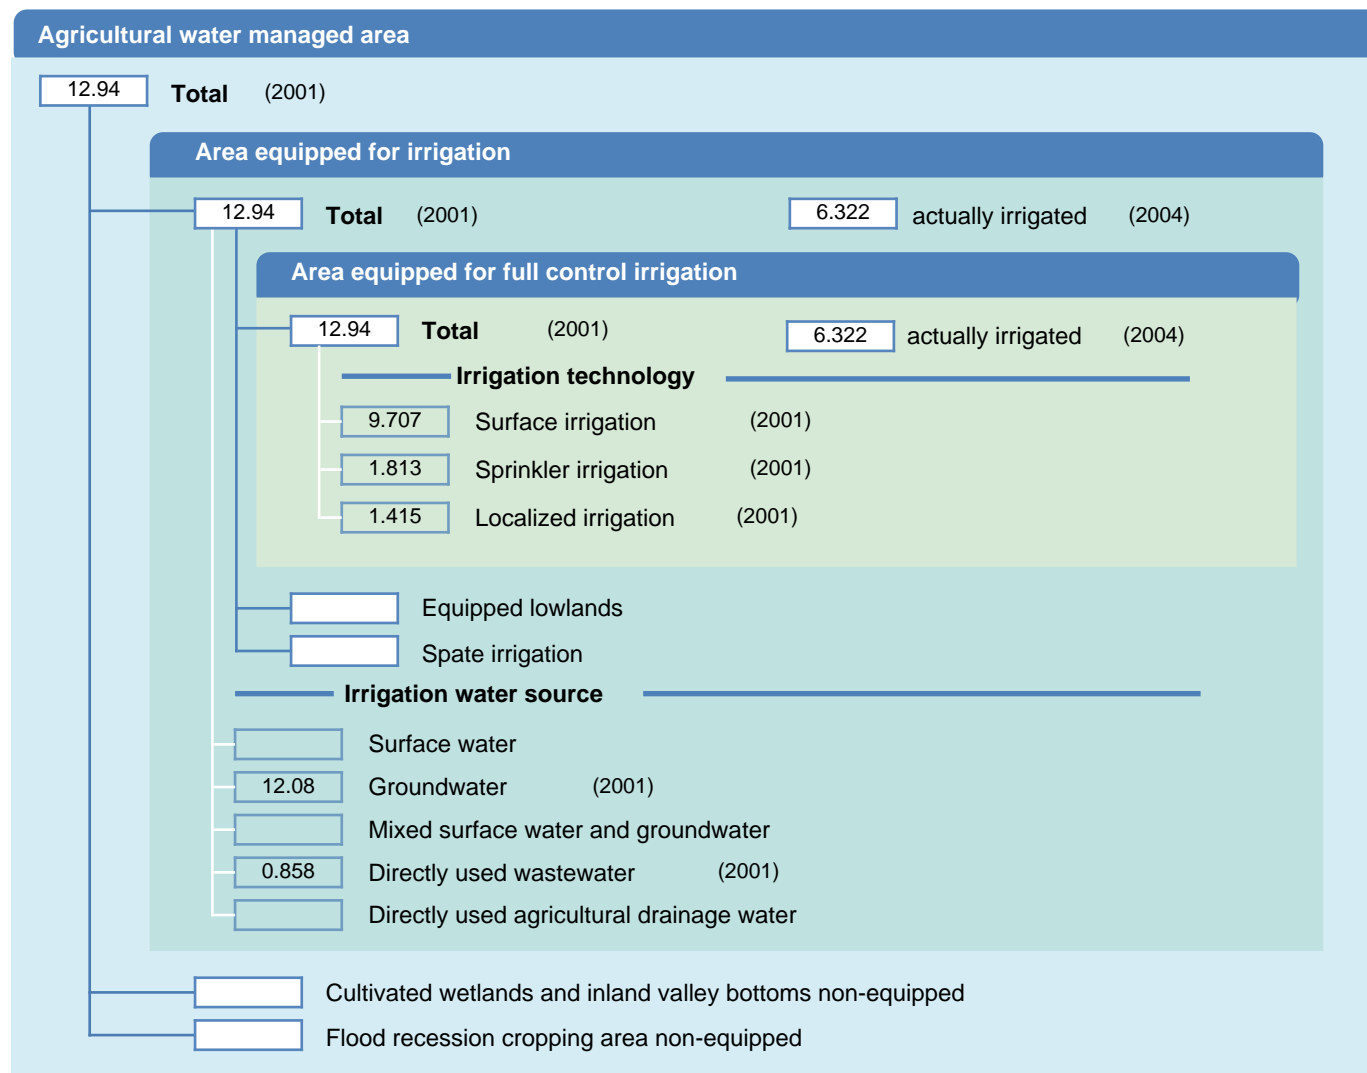 Agricultural water managed area
12.94 Total (2001)
Area equipped for irrigation
12.94 Total (2001) 6.322 actually irrigated (2004)
Area equipped for full control irrigation
12.94 Total (2001) 6.322 actually irrigated (2004)
Irrigation technology
9.707 Surface irrigation (2001)
1.813 Sprinkler irrigation (2001)
1.415 Localized irrigation (2001)
Equipped lowlands
Spate irrigation
Irrigation water source
Surface water
12.08 Groundwater (2001)
Mixed surface water and groundwater
0.858 Directly used wastewater (2001)
Directly used agricultural drainage water
Cultivated wetlands and inland valley bottoms non-equipped
Flood recession cropping area non-equipped